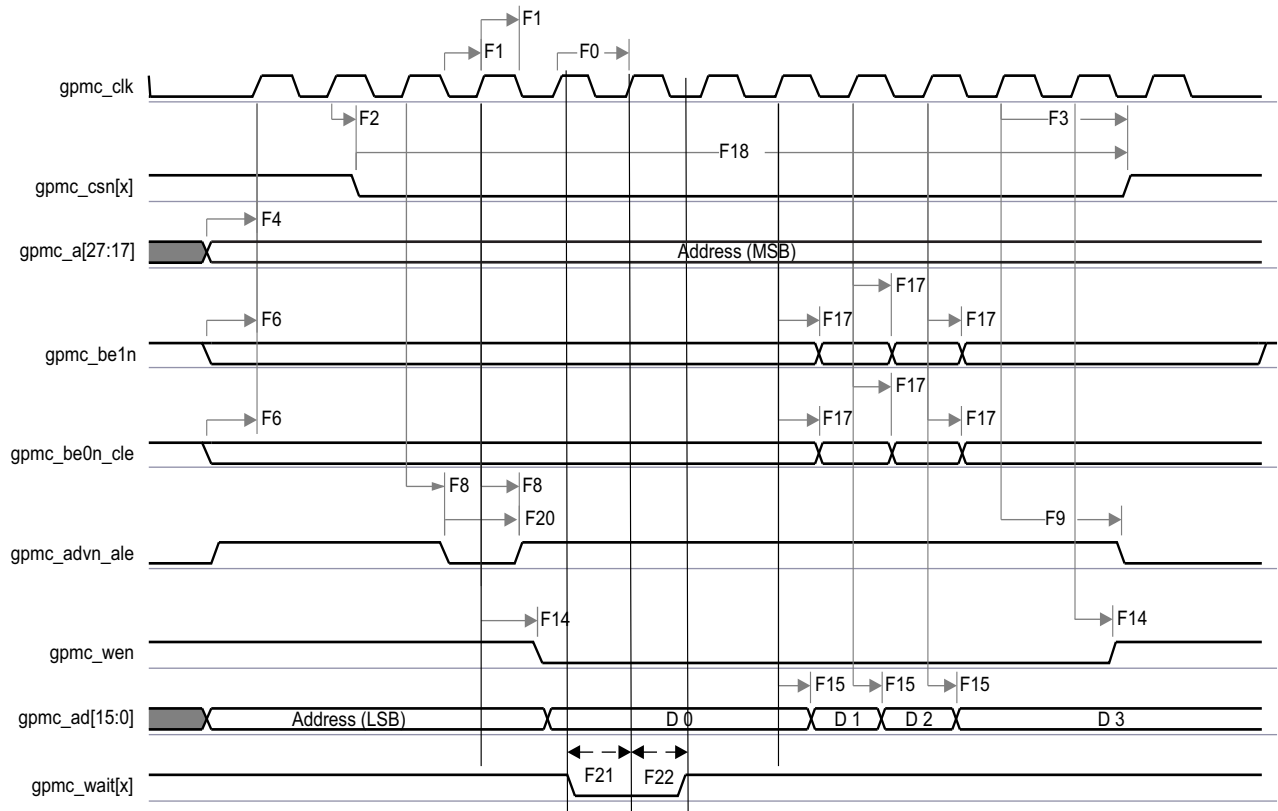 F1
F1
F0
gpmc_clk
F2
F3
F18
gpmc_csn[x]
F4
gpmc_a[27:17]
Address (MSB)
F17
F6
F17
F17
gpmc_be1n
F17
F6
F17
F17
gpmc_be0n_cle
F8
F8
F20
F9
gpmc_advn_ale
F14
F14
gpmc_wen
F15
F15
F15
gpmc_ad[15:0]
Address (LSB)
D 0
D 1
D 2
D 3
F21
F22
gpmc_wait[x]